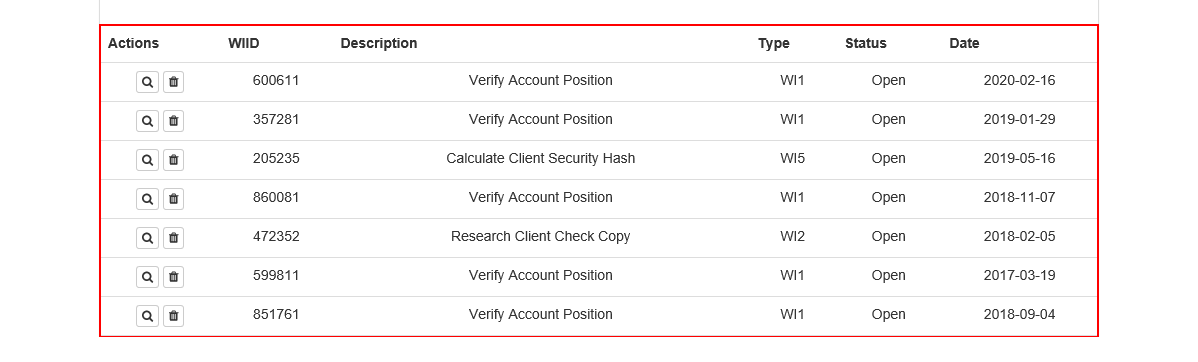 Actions WIID Description Type Status Date
600611 Verify Account Position WI1 Open 2020-02-16
357281 Verify Account Position WI1 Open 2019-01-29
205235 Calculate Client Security Hash WI5 Open 2019-05-16
860081 Verify Account Position WI1 Open 2018-11-07
472352 Research Client Check Copy WI2 Open 2018-02-05
599811 Verify Account Position WI1 Open 2017-03-19
851761 Verify Account Position WI1 Open 2018-09-04